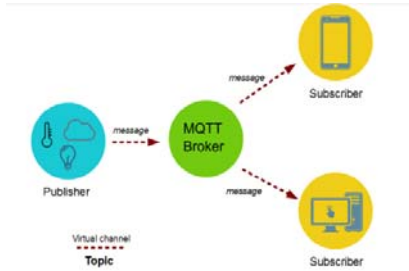 message
Subscriber
message
MQTT
Broker
Publisher
message
Virtual channel
Topic
Subscriber